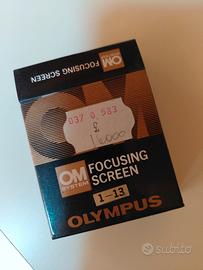 OM
SYSTEM
FOCUSING SCREEN
037 0 583
£
OM
SYSTEM
FOCUSING
SCREEN
1-13
OLYMPUS
subito